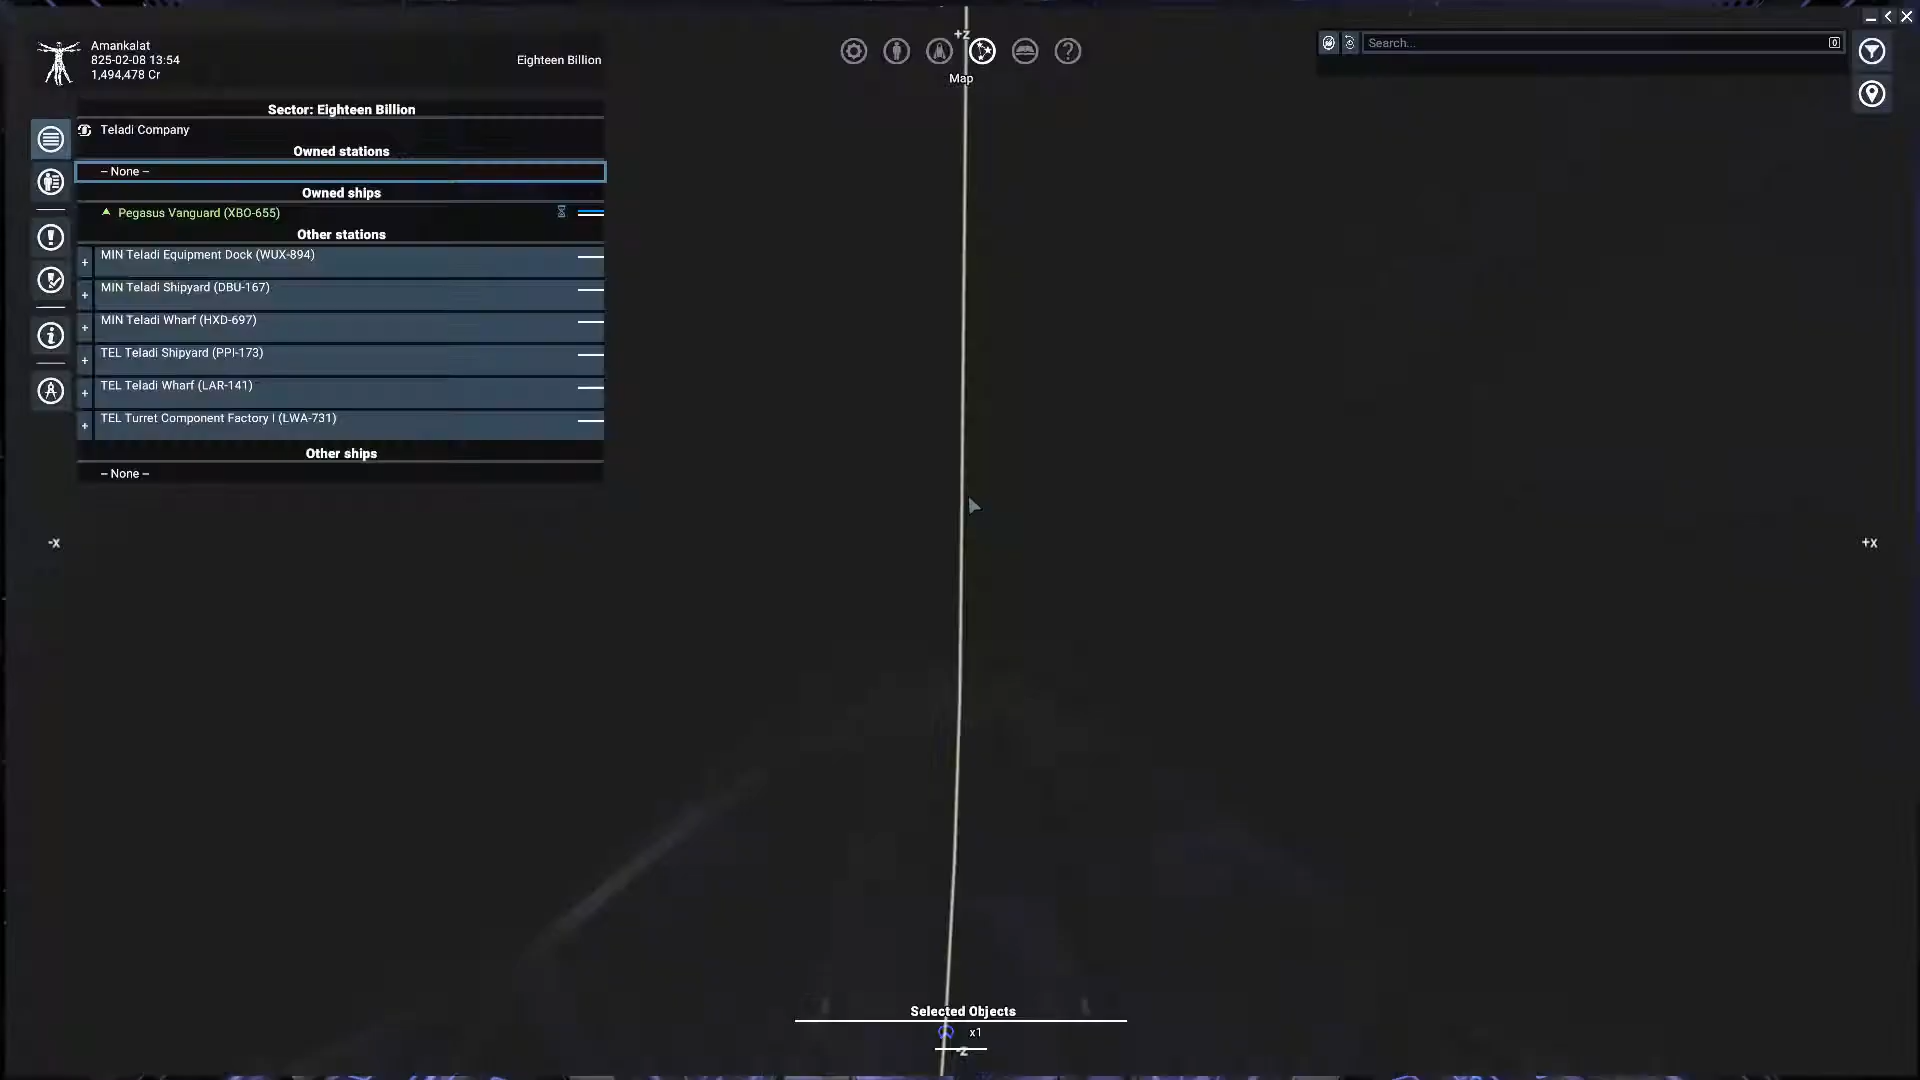 Amankalat
825-02-08 13:54
1,494,478 Cr
Eighteen Billion
+Z
Map
Search...
0
Sector: Eighteen Billion
Teladi Company
Owned stations
– None –
Owned ships
Pegasus Vanguard (XBO-655)
Other stations
+ MIN Teladi Equipment Dock (WUX-894)
+ MIN Teladi Shipyard (DBU-167)
+ MIN Teladi Wharf (HXD-697)
+ TEL Teladi Shipyard (PPI-173)
+ TEL Teladi Wharf (LAR-141)
+ TEL Turret Component Factory I (LWA-731)
Other ships
– None –
-X
+X
Selected Objects
x1
-Z